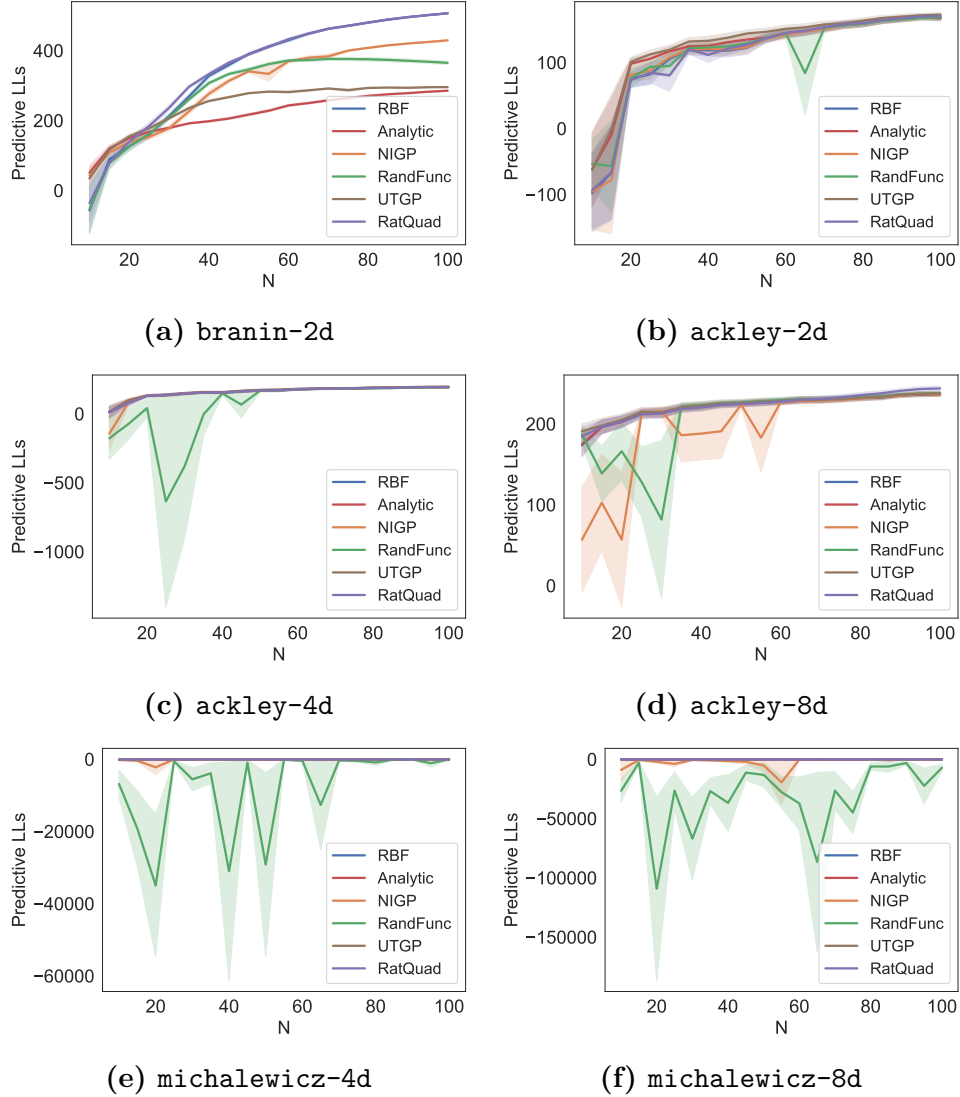 Predictive LLs
400
200
0
20
40
60
80
100
N
RBF
Analytic
NIGP
RandFunc
UTGP
RatQuad
(a) branin-2d
Predictive LLs
100
0
−100
20
40
60
80
100
N
RBF
Analytic
NIGP
RandFunc
UTGP
RatQuad
(b) ackley-2d
Predictive LLs
0
−500
−1000
20
40
60
80
100
N
RBF
Analytic
NIGP
RandFunc
UTGP
RatQuad
(c) ackley-4d
Predictive LLs
200
100
0
20
40
60
80
100
N
RBF
Analytic
NIGP
RandFunc
UTGP
RatQuad
(d) ackley-8d
Predictive LLs
0
−20000
−40000
−60000
20
40
60
80
100
N
RBF
Analytic
NIGP
RandFunc
UTGP
RatQuad
(e) michalewicz-4d
Predictive LLs
0
−50000
−100000
−150000
20
40
60
80
100
N
RBF
Analytic
NIGP
RandFunc
UTGP
RatQuad
(f) michalewicz-8d